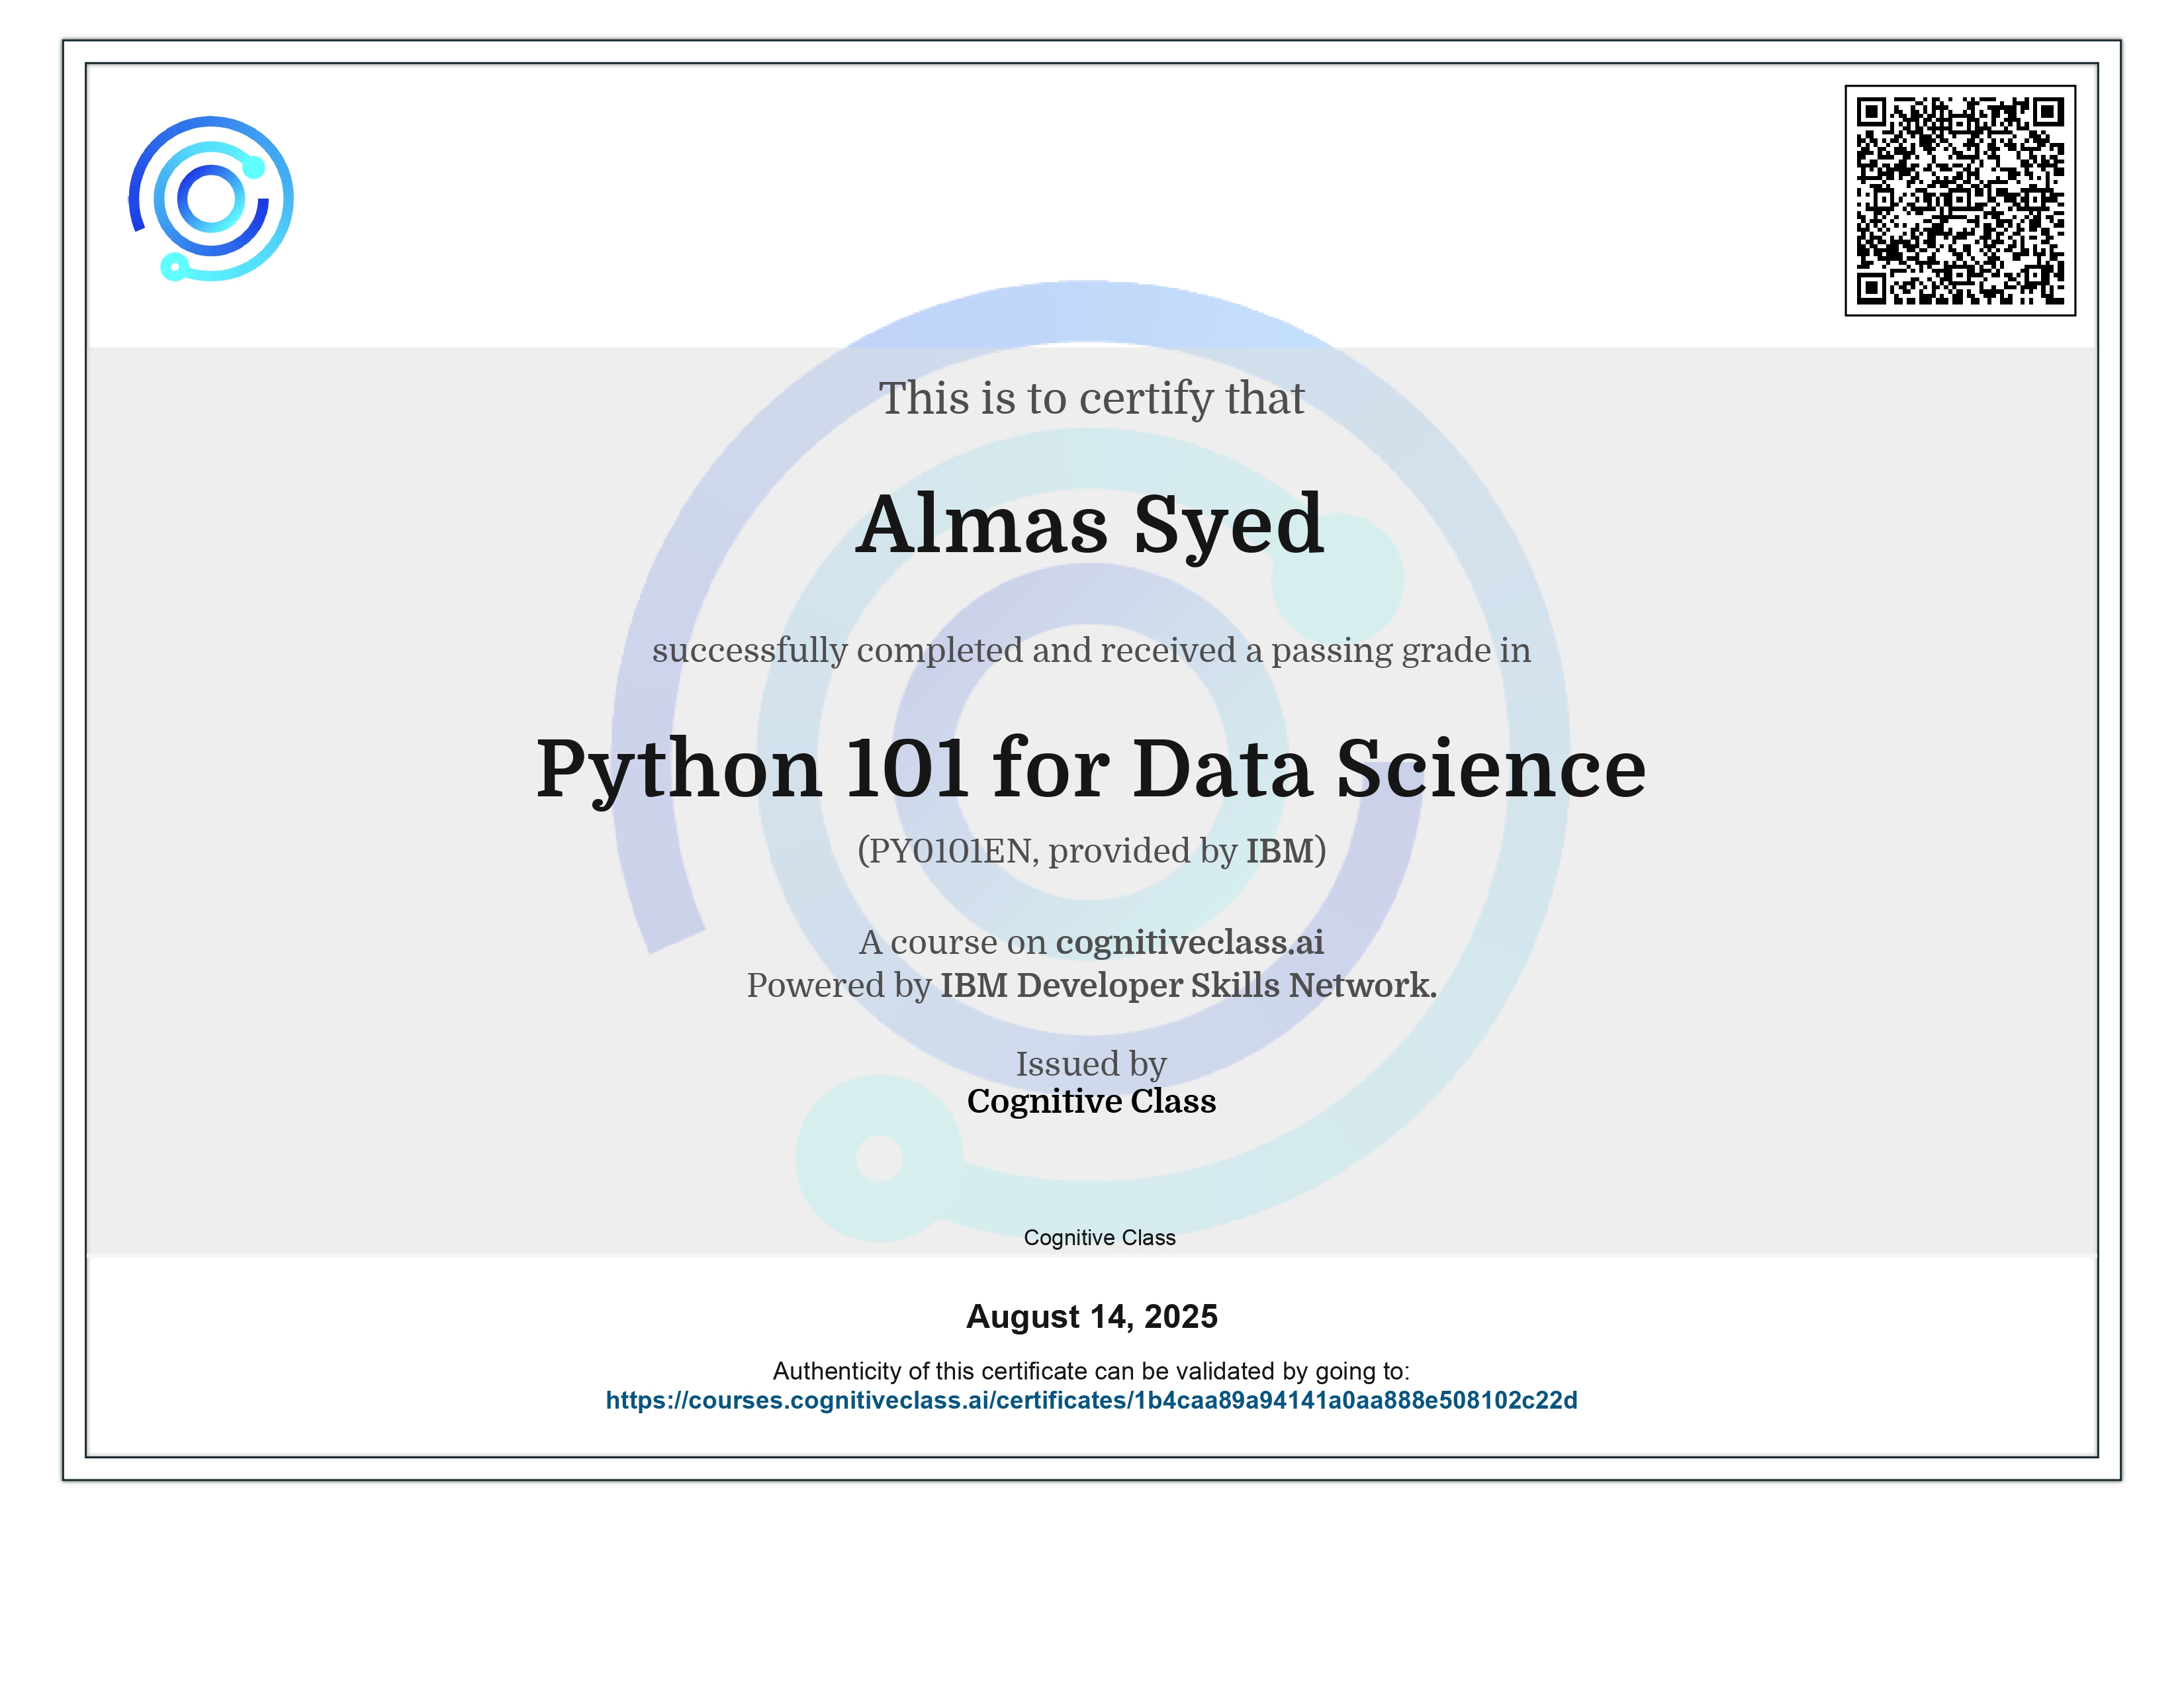 This is to certify that
Almas Syed
successfully completed and received a passing grade in
Python 101 for Data Science
(PY0101EN, provided by IBM)
A course on cognitiveclass.ai
Powered by IBM Developer Skills Network.
Issued by
Cognitive Class
Cognitive Class
August 14, 2025
Authenticity of this certificate can be validated by going to:
https://courses.cognitiveclass.ai/certificates/1b4caa89a94141a0aa888e508102c22d